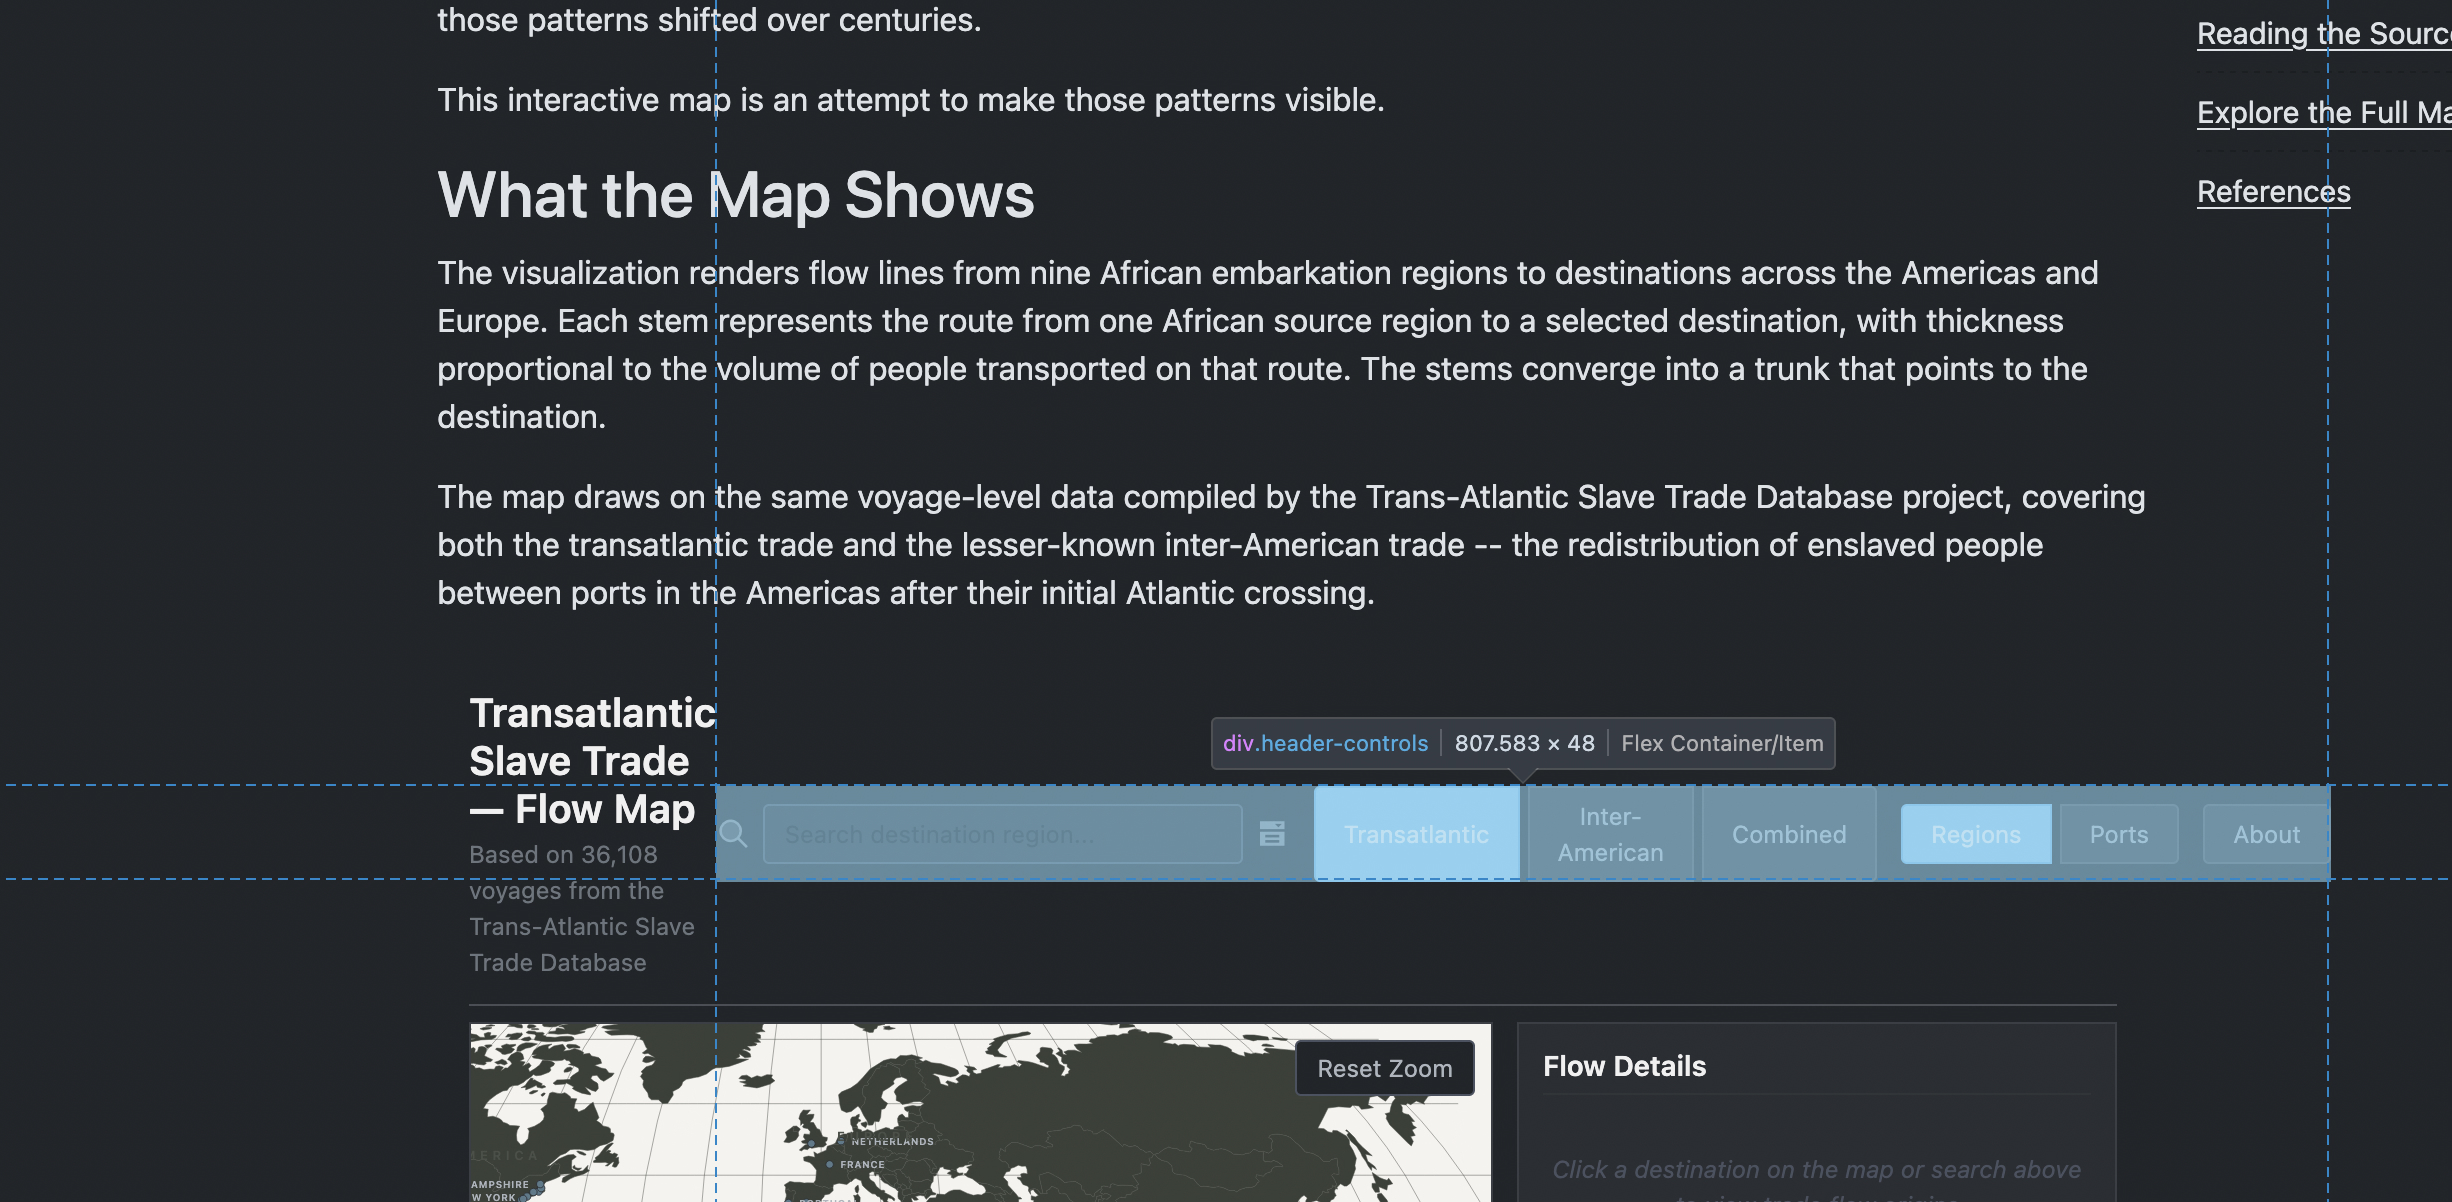 those patterns shifted over centuries.
This interactive map is an attempt to make those patterns visible.
What the Map Shows
The visualization renders flow lines from nine African embarkation regions to destinations across the Americas and
Europe. Each stem represents the route from one African source region to a selected destination, with thickness
proportional to the volume of people transported on that route. The stems converge into a trunk that points to the
destination.
The map draws on the same voyage-level data compiled by the Trans-Atlantic Slave Trade Database project, covering
both the transatlantic trade and the lesser-known inter-American trade -- the redistribution of enslaved people
between ports in the Americas after their initial Atlantic crossing.
Reading the
Explore the Full
References
Transatlantic
Slave Trade
— Flow Map
Based on 36,108
voyages from the
Trans-Atlantic Slave
Trade Database
div.header-controls 807.583 × 48 Flex Container/Item
Search destination region...
Transatlantic
Inter-
American
Combined
Regions
Ports
About
Reset Zoom
NETHERLANDS
FRANCE
Flow Details
Click a destination on the map or search above